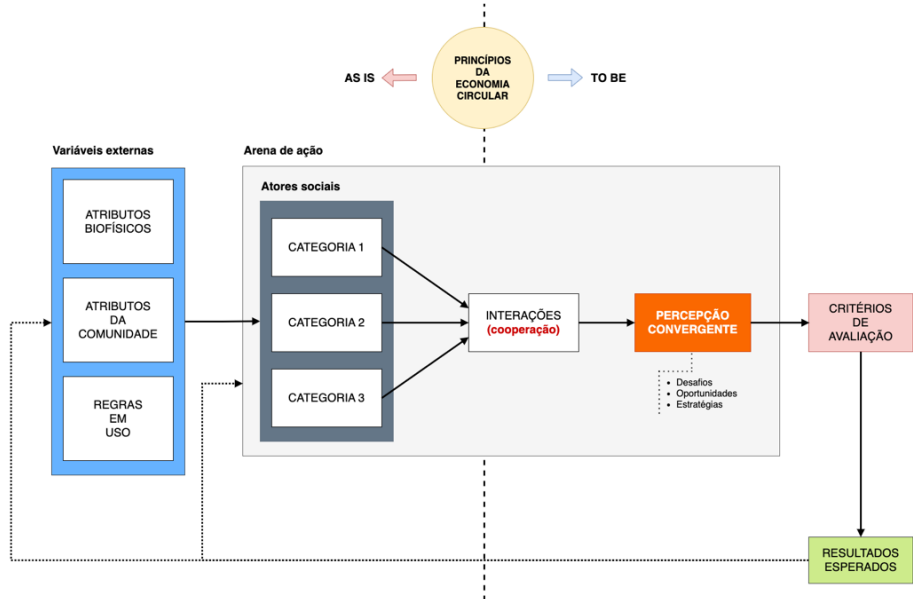 PRINCÍPIOS
DA
ECONOMIA
CIRCULAR
AS IS
TO BE
Variáveis externas
ATRIBUTOS
BIOFÍSICOS
ATRIBUTOS
DA
COMUNIDADE
REGRAS
EM
USO
Arena de ação
Atores sociais
CATEGORIA 1
CATEGORIA 2
CATEGORIA 3
INTERAÇÕES
(cooperação)
PERCEPÇÃO
CONVERGENTE
• Desafios
• Oportunidades
• Estratégias
CRITÉRIOS
DE
AVALIAÇÃO
RESULTADOS
ESPERADOS